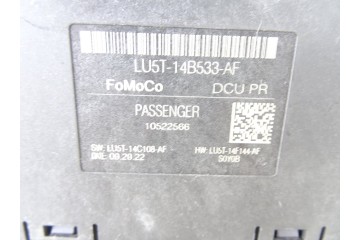 LU5T-14B533-AF
FoMoCo DCU PR
PASSENGER
10522566
SW: LU5T-14C108-AF HW: LU5T-14F144-AF
DATE: 09.29.22 S0Y0B